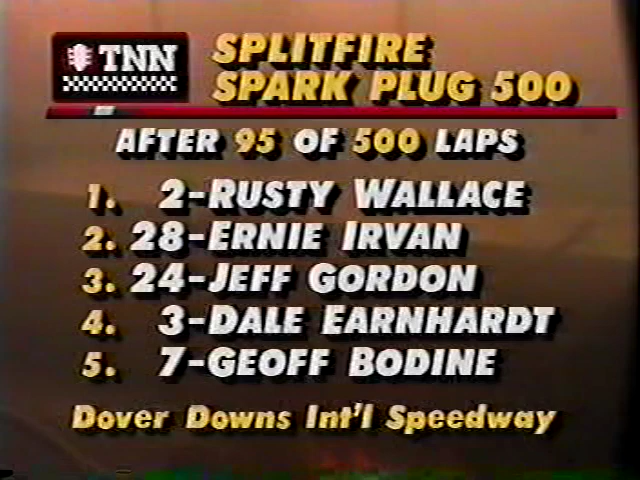 TNN
SPLITFIRE
SPARK PLUG 500
AFTER 95 OF 500 LAPS
1. 2-RUSTY WALLACE
2. 28-ERNIE IRVAN
3. 24-JEFF GORDON
4. 3-DALE EARNHARDT
5. 7-GEOFF BODINE
Dover Downs Int'l Speedway